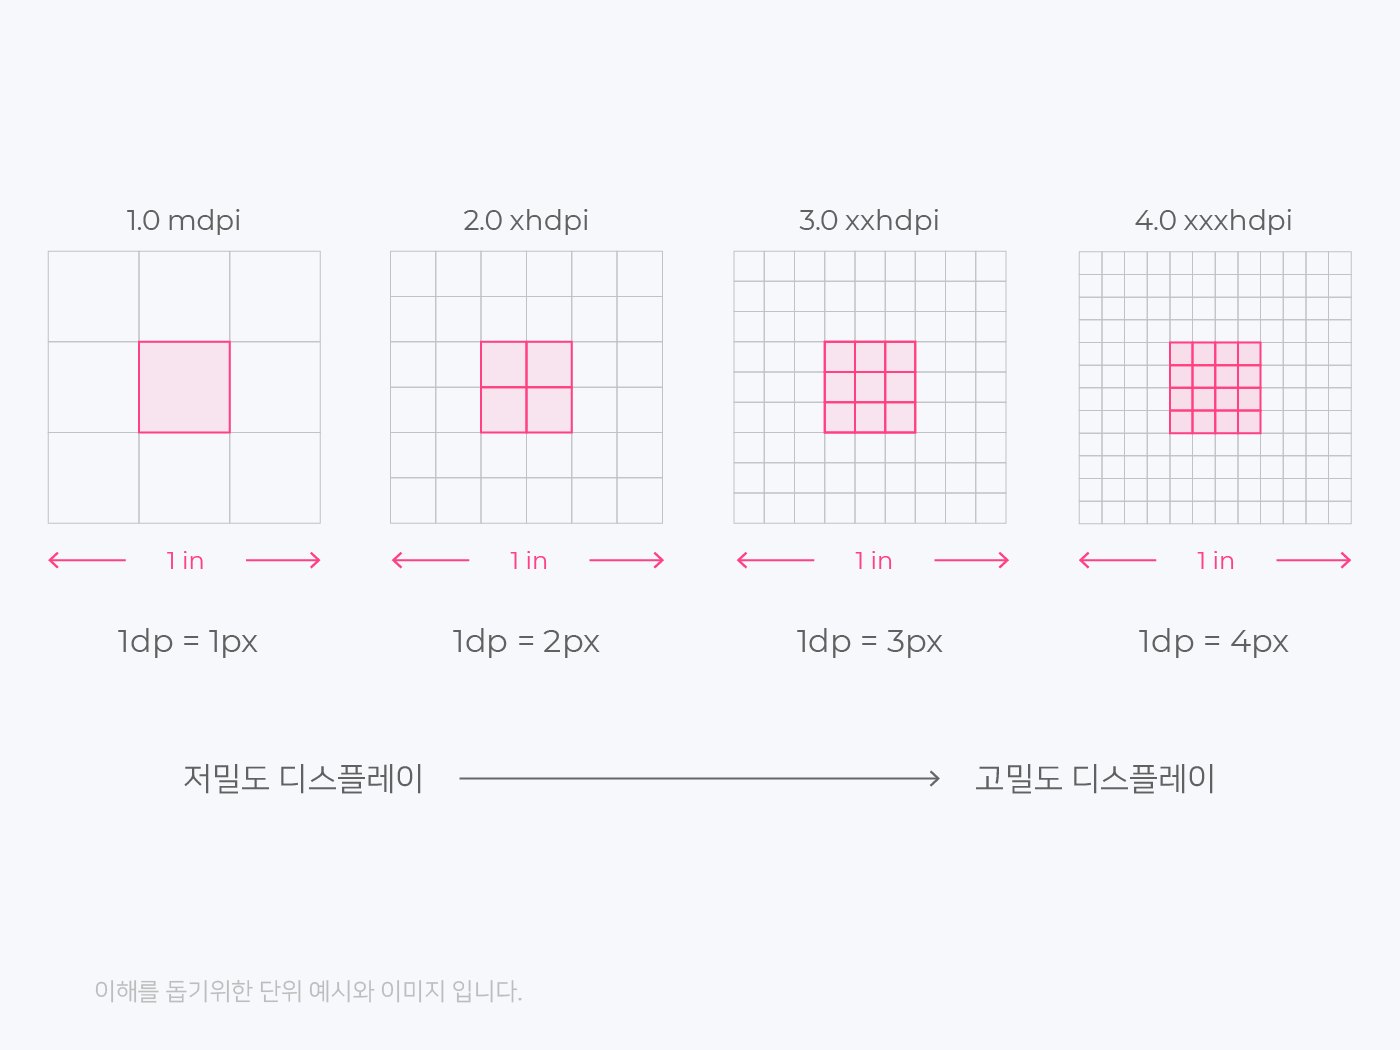 1.0 mdpi
2.0 xhdpi
3.0 xxhdpi
4.0 xxxhdpi
1 in
1 in
1 in
1 in
1dp = 1px
1dp = 2px
1dp = 3px
1dp = 4px
저밀도 디스플레이
고밀도 디스플레이
이해를 돕기위한 단위 예시와 이미지 입니다.